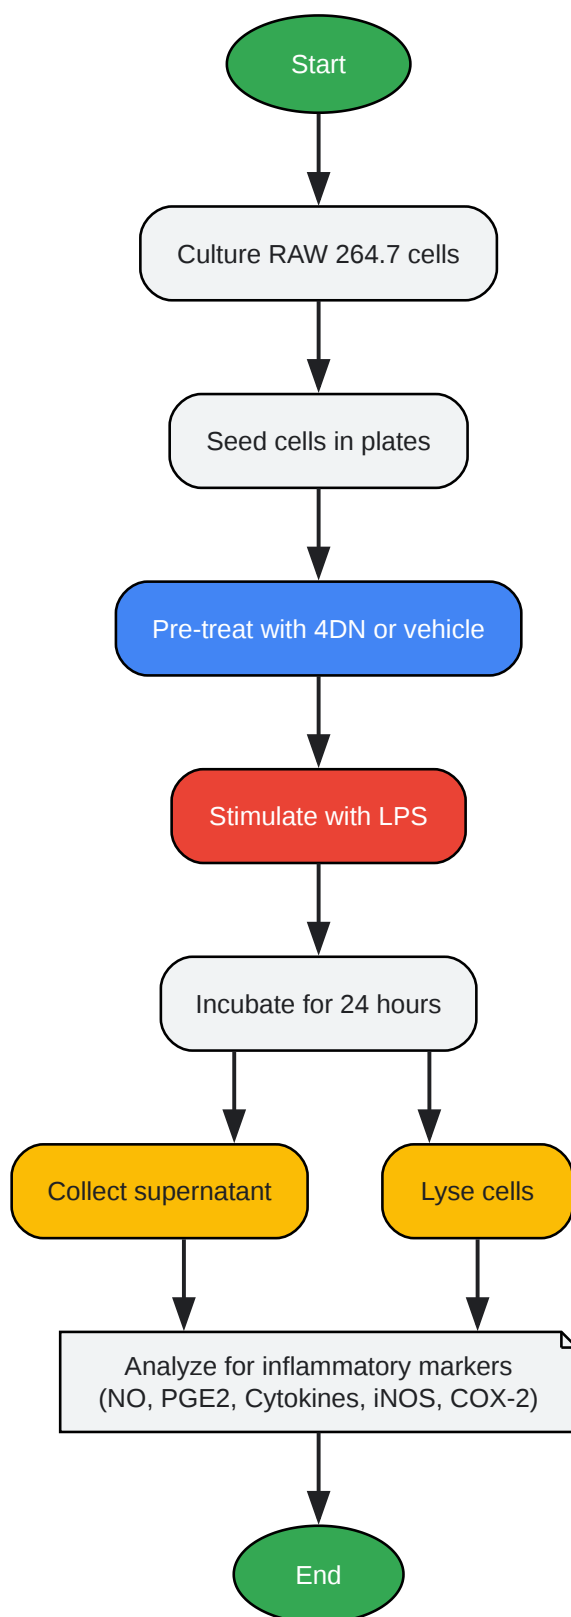 Start
Culture RAW 264.7 cells
Seed cells in plates
Pre-treat with 4DN or vehicle
Stimulate with LPS
Incubate for 24 hours
Collect supernatant
Lyse cells
Analyze for inflammatory markers
(NO, PGE2, Cytokines, iNOS, COX-2)
End